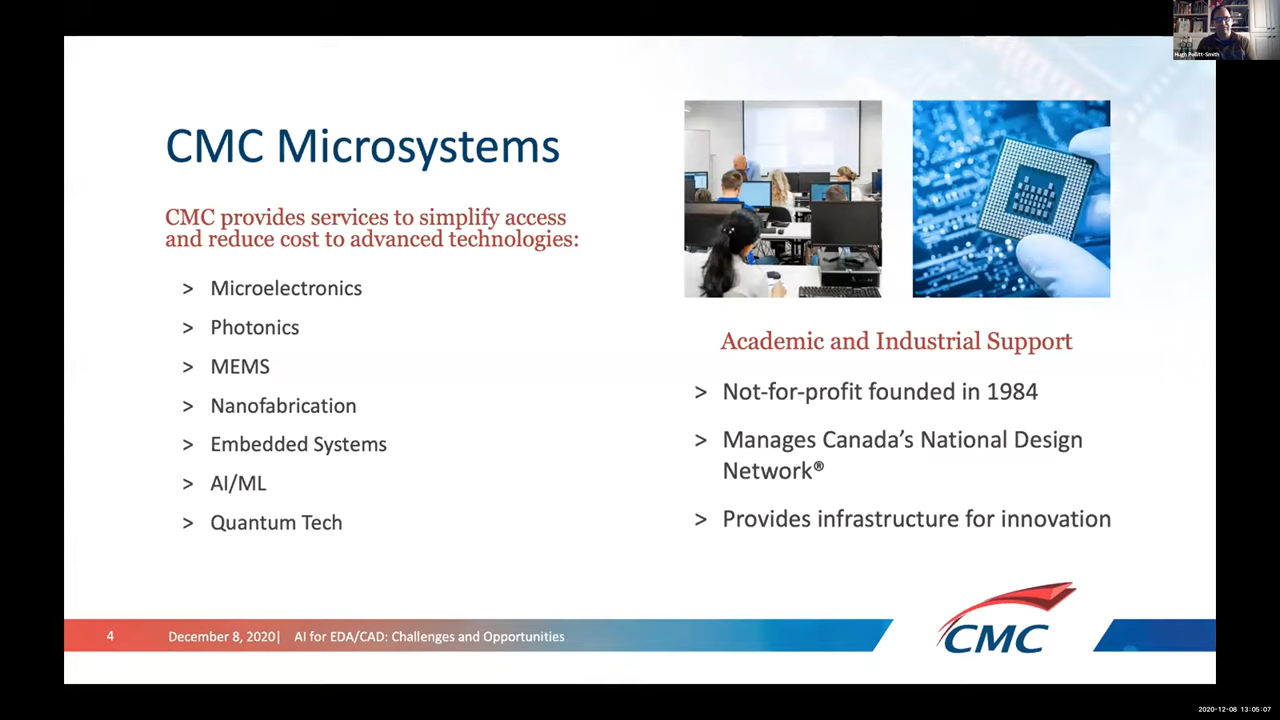 Hugh Pollitt-Smith
CMC Microsystems
CMC provides services to simplify access
and reduce cost to advanced technologies:
> Microelectronics
> Photonics
> MEMS
> Nanofabrication
> Embedded Systems
> AI/ML
> Quantum Tech
Academic and Industrial Support
> Not-for-profit founded in 1984
> Manages Canada’s National Design
Network®
> Provides infrastructure for innovation
4 December 8, 2020| AI for EDA/CAD: Challenges and Opportunities
CMC
2020-12-08 13:05:07